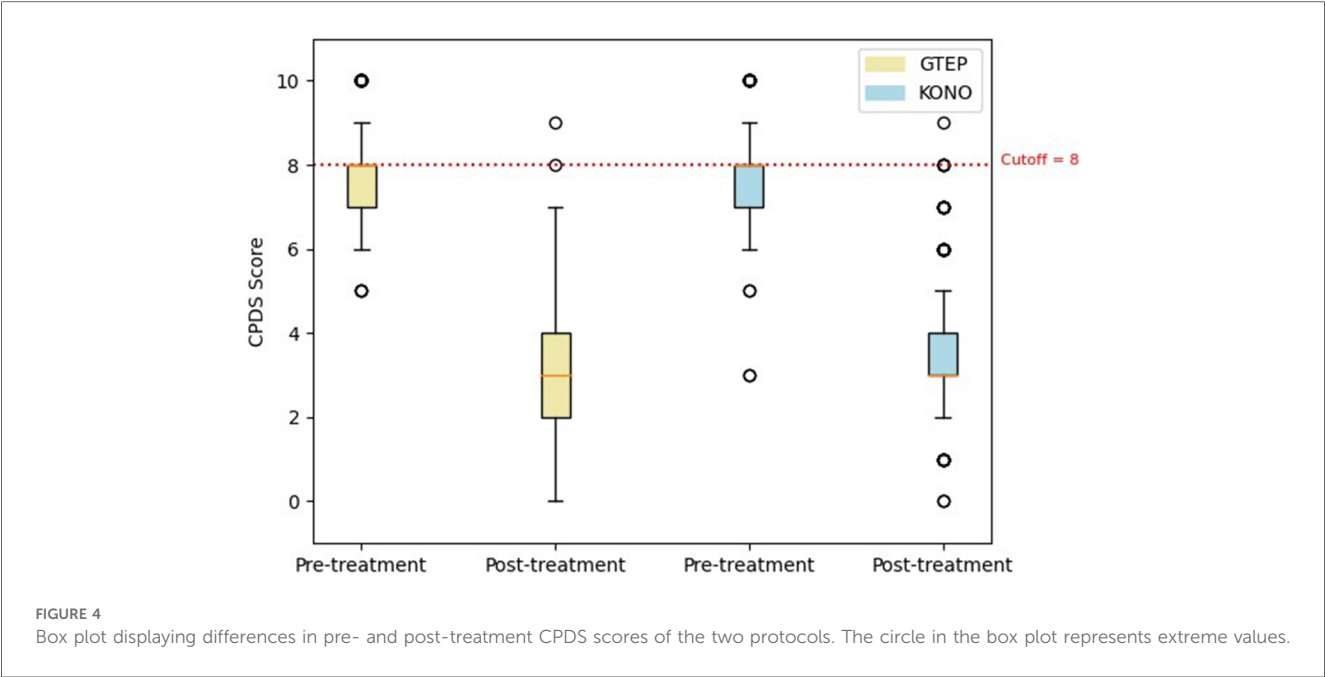 GTEP
KONO
10
8
6
4
2
0
CPDS Score
Cutoff = 8
Pre-treatment Post-treatment Pre-treatment Post-treatment
FIGURE 4
Box plot displaying differences in pre- and post-treatment CPDS scores of the two protocols. The circle in the box plot represents extreme values.